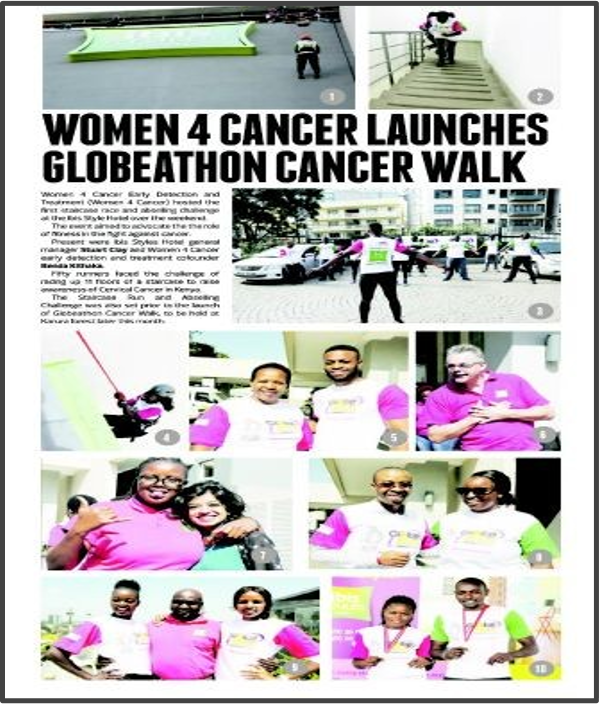 1
2
WOMEN 4 CANCER LAUNCHES
GLOBEATHON CANCER WALK
Women 4 Cancer Early Detection and
Treatment (Women 4 Cancer) hosted the
first staircase race and abseiling challenge
at the Ibis Style Hotel over the weekend.
The event aimed to advocate the the role
of fitness in the fight against cancer.
Present were Ibis Styles Hotel general
manager Stuart Clay and Women 4 Cancer
early detection and treatment cofounder
Benda Kithaka.
Fifty runners faced the challenge of
racing up 11 floors of a staircase to raise
awareness of Cervical Cancer in Kenya.
The Staircase Run and Abseiling
Challenge was also set prior to the launch
of Globeathon Cancer Walk, to be held at
Karura forest later this month.
3
4
5
6
7
8
9
10